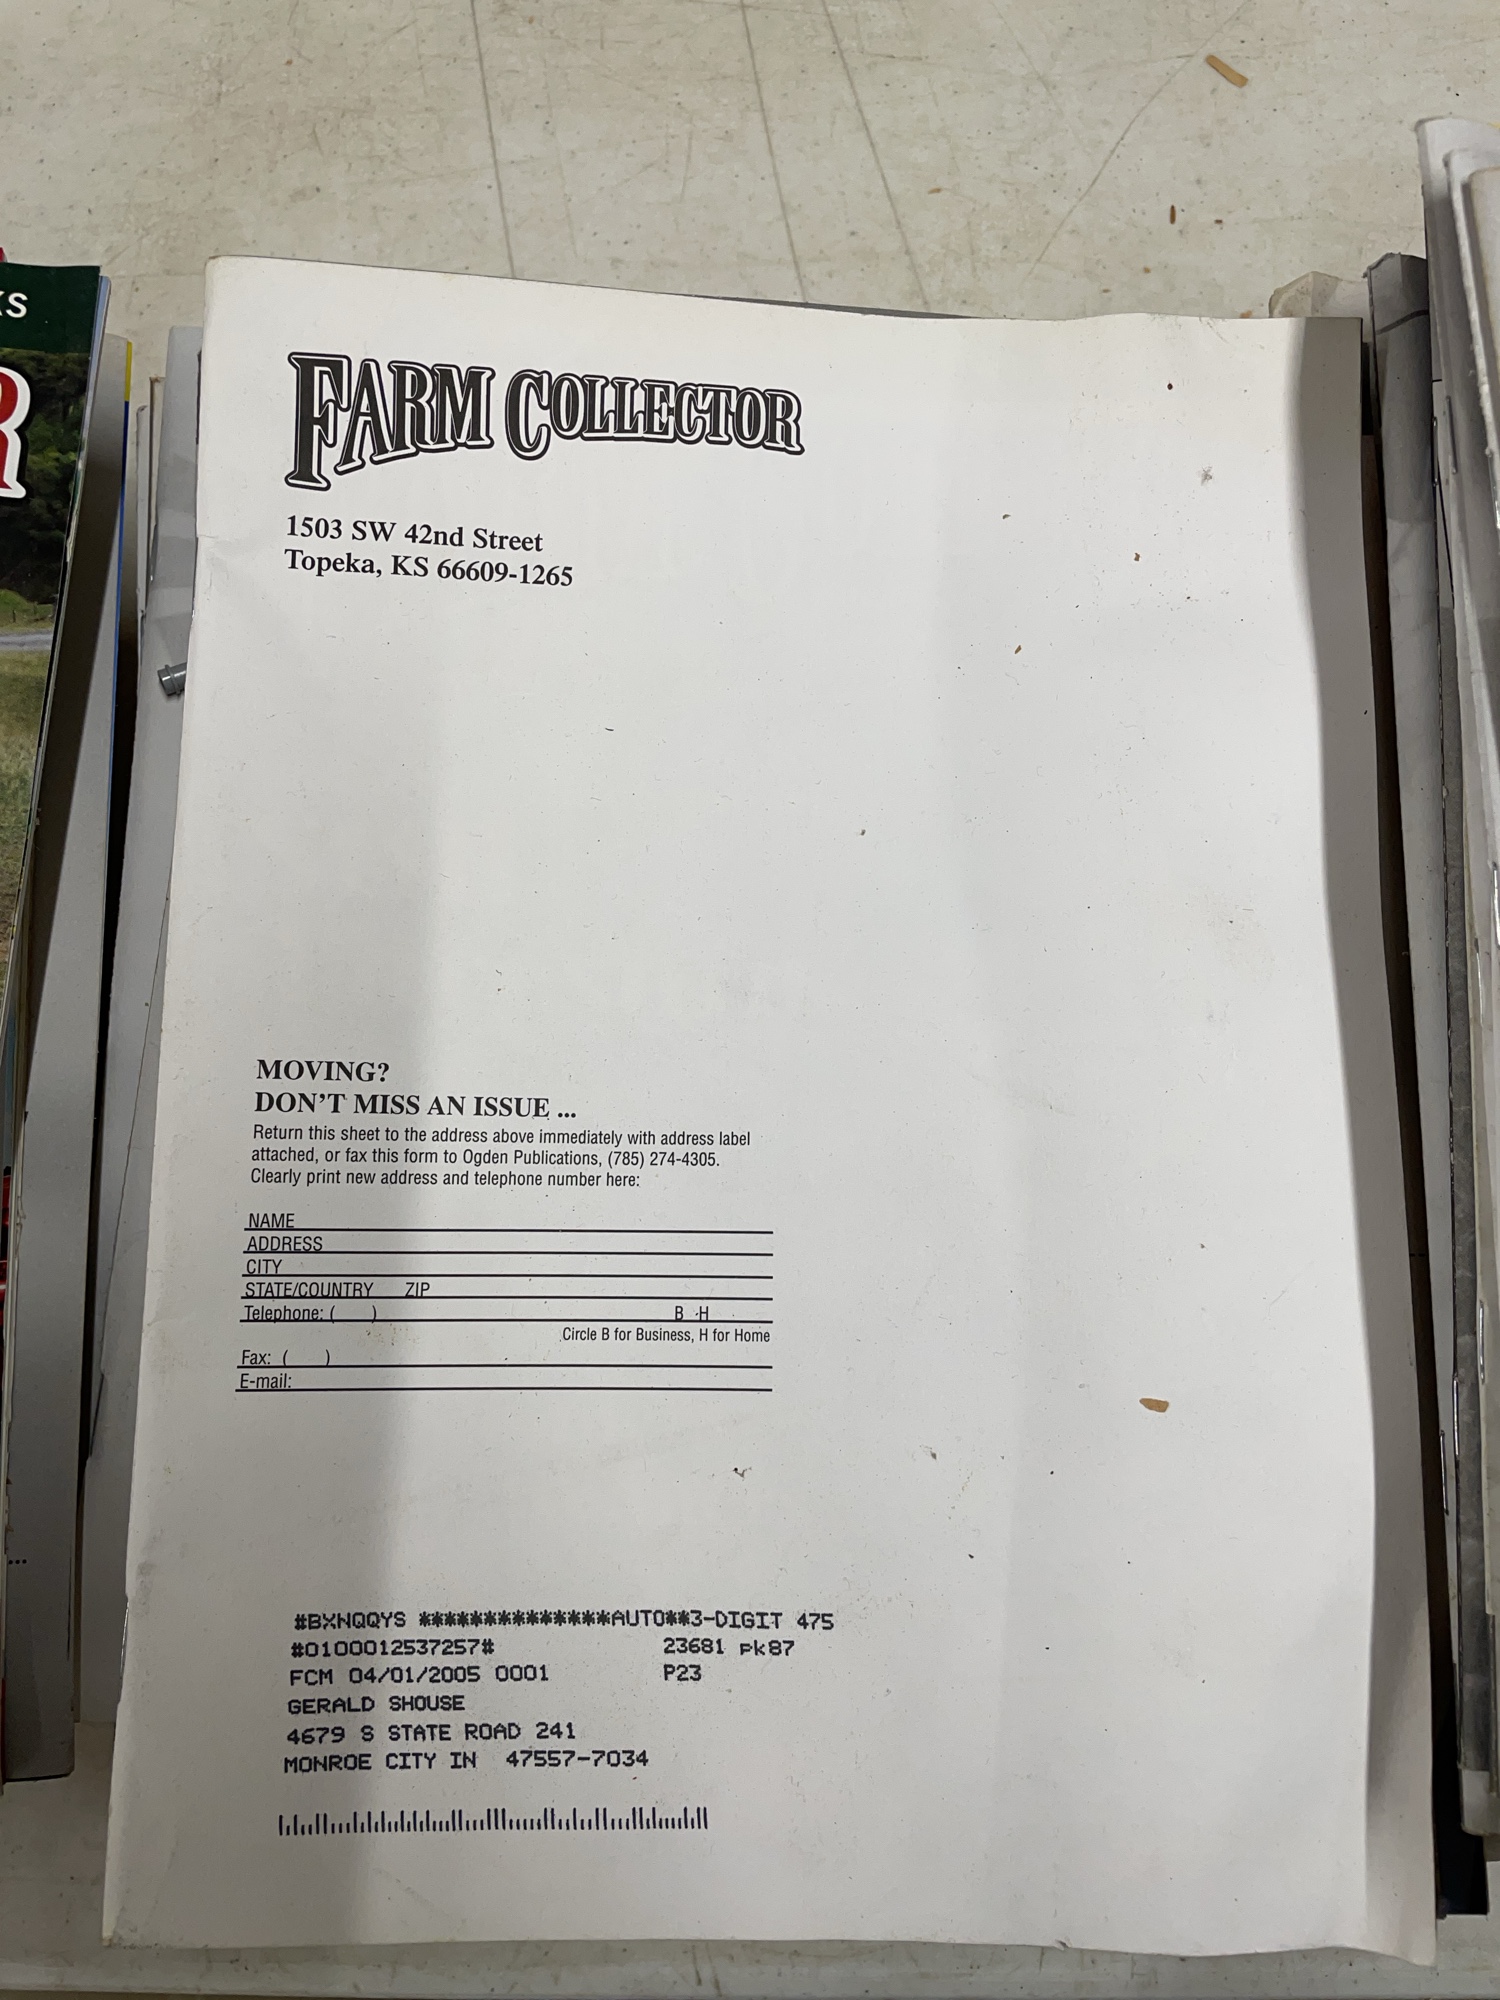 KS
R
FARM COLLECTOR
1503 SW 42nd Street
Topeka, KS 66609-1265
MOVING?
DON'T MISS AN ISSUE ...
Return this sheet to the address above immediately with address label
attached, or fax this form to Ogden Publications, (785) 274-4305.
Clearly print new address and telephone number here:
NAME
ADDRESS
CITY
STATE/COUNTRY ZIP
Telephone: ( ) B H
Circle B for Business, H for Home
Fax: ( )
E-mail:
#BXNQQYS ***************AUTO**3-DIGIT 475
#0100012537257# 23681 pk87
FCM 04/01/2005 0001 P23
GERALD SHOUSE
4679 S STATE ROAD 241
MONROE CITY IN 47557-7034